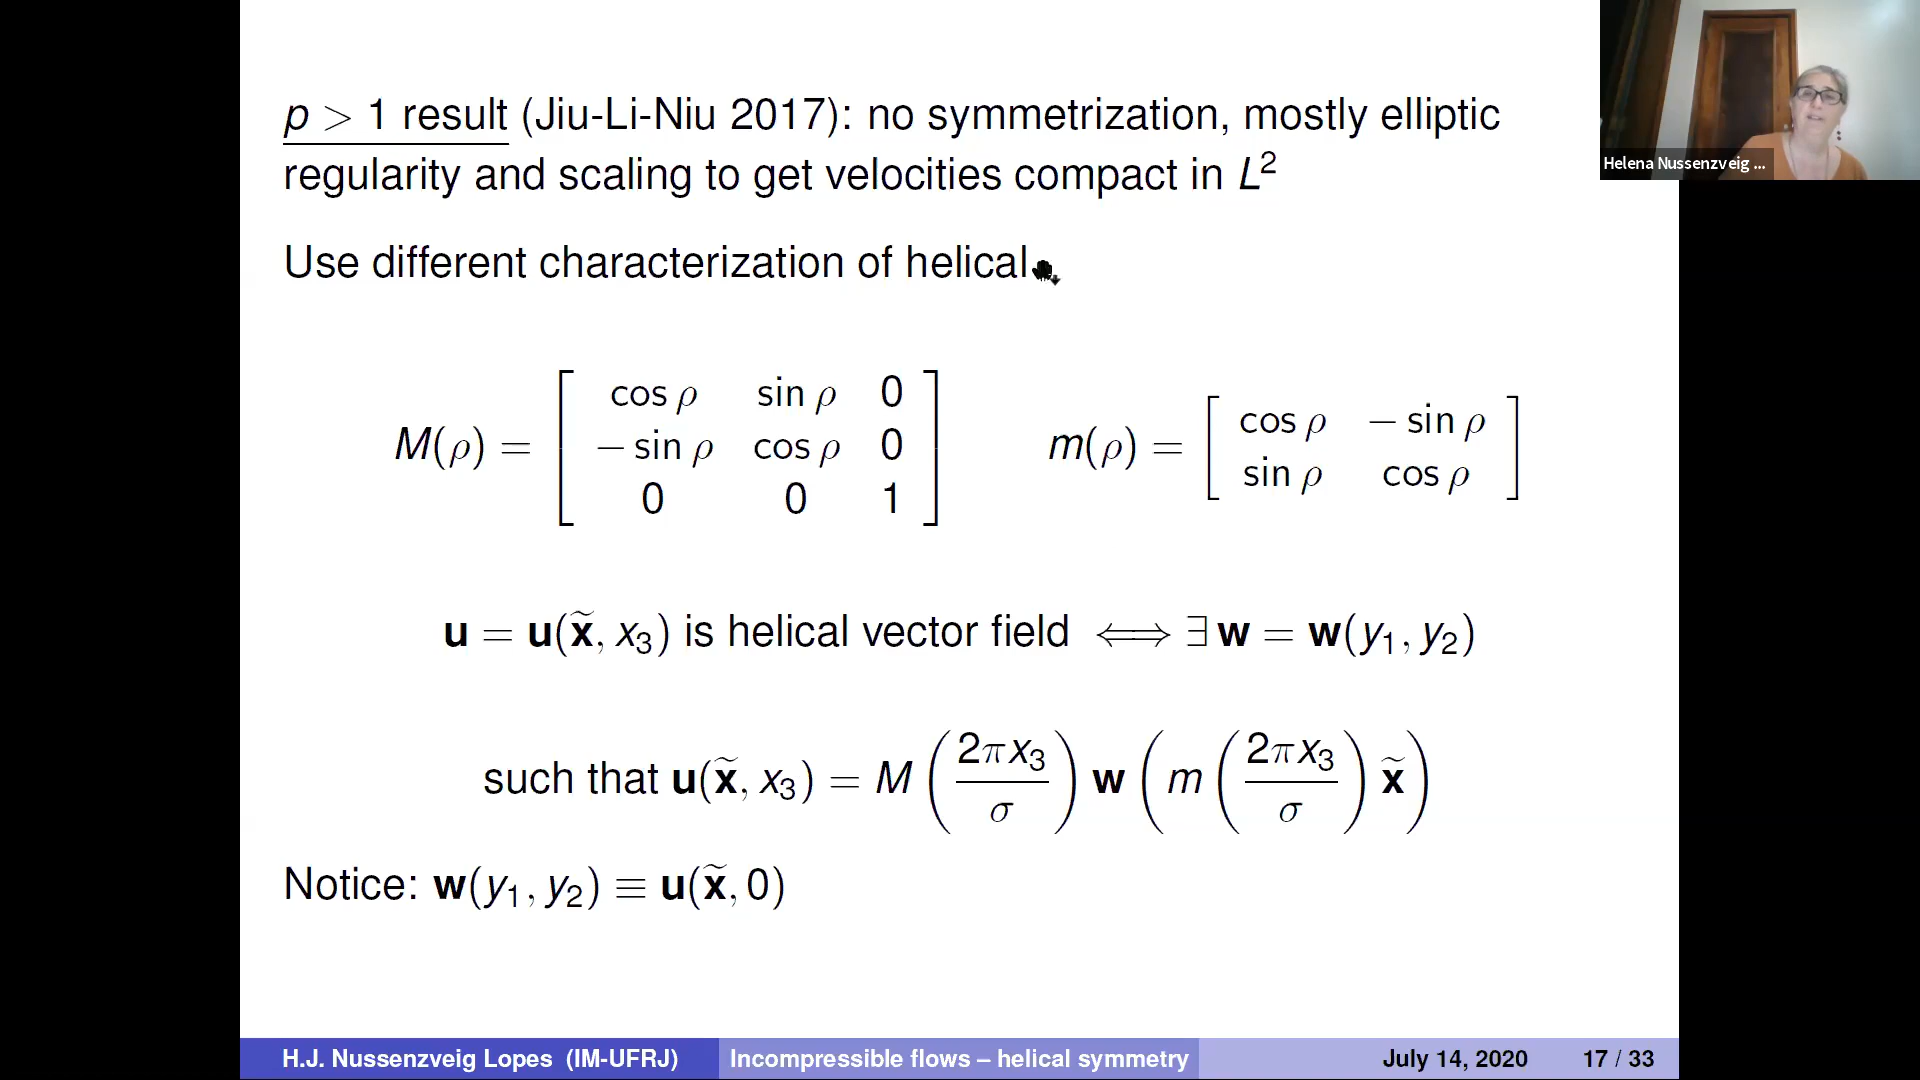 p > 1 result (Jiu-Li-Niu 2017): no symmetrization, mostly elliptic
regularity and scaling to get velocities compact in L²
Use different characterization of helical
M(ρ) = [ cos ρ  sin ρ  0
− sin ρ  cos ρ  0
0  0  1 ]
m(ρ) = [ cos ρ  − sin ρ
sin ρ  cos ρ ]
u = u(x̃, x₃) is helical vector field ⟺ ∃ w = w(y₁, y₂)
such that u(x̃, x₃) = M (2πx₃ / σ) w (m (2πx₃ / σ) x̃)
Notice: w(y₁, y₂) ≡ u(x̃, 0)
H.J. Nussenzveig Lopes (IM-UFRJ) Incompressible flows – helical symmetry July 14, 2020 17 / 33
Helena Nussenzveig ...